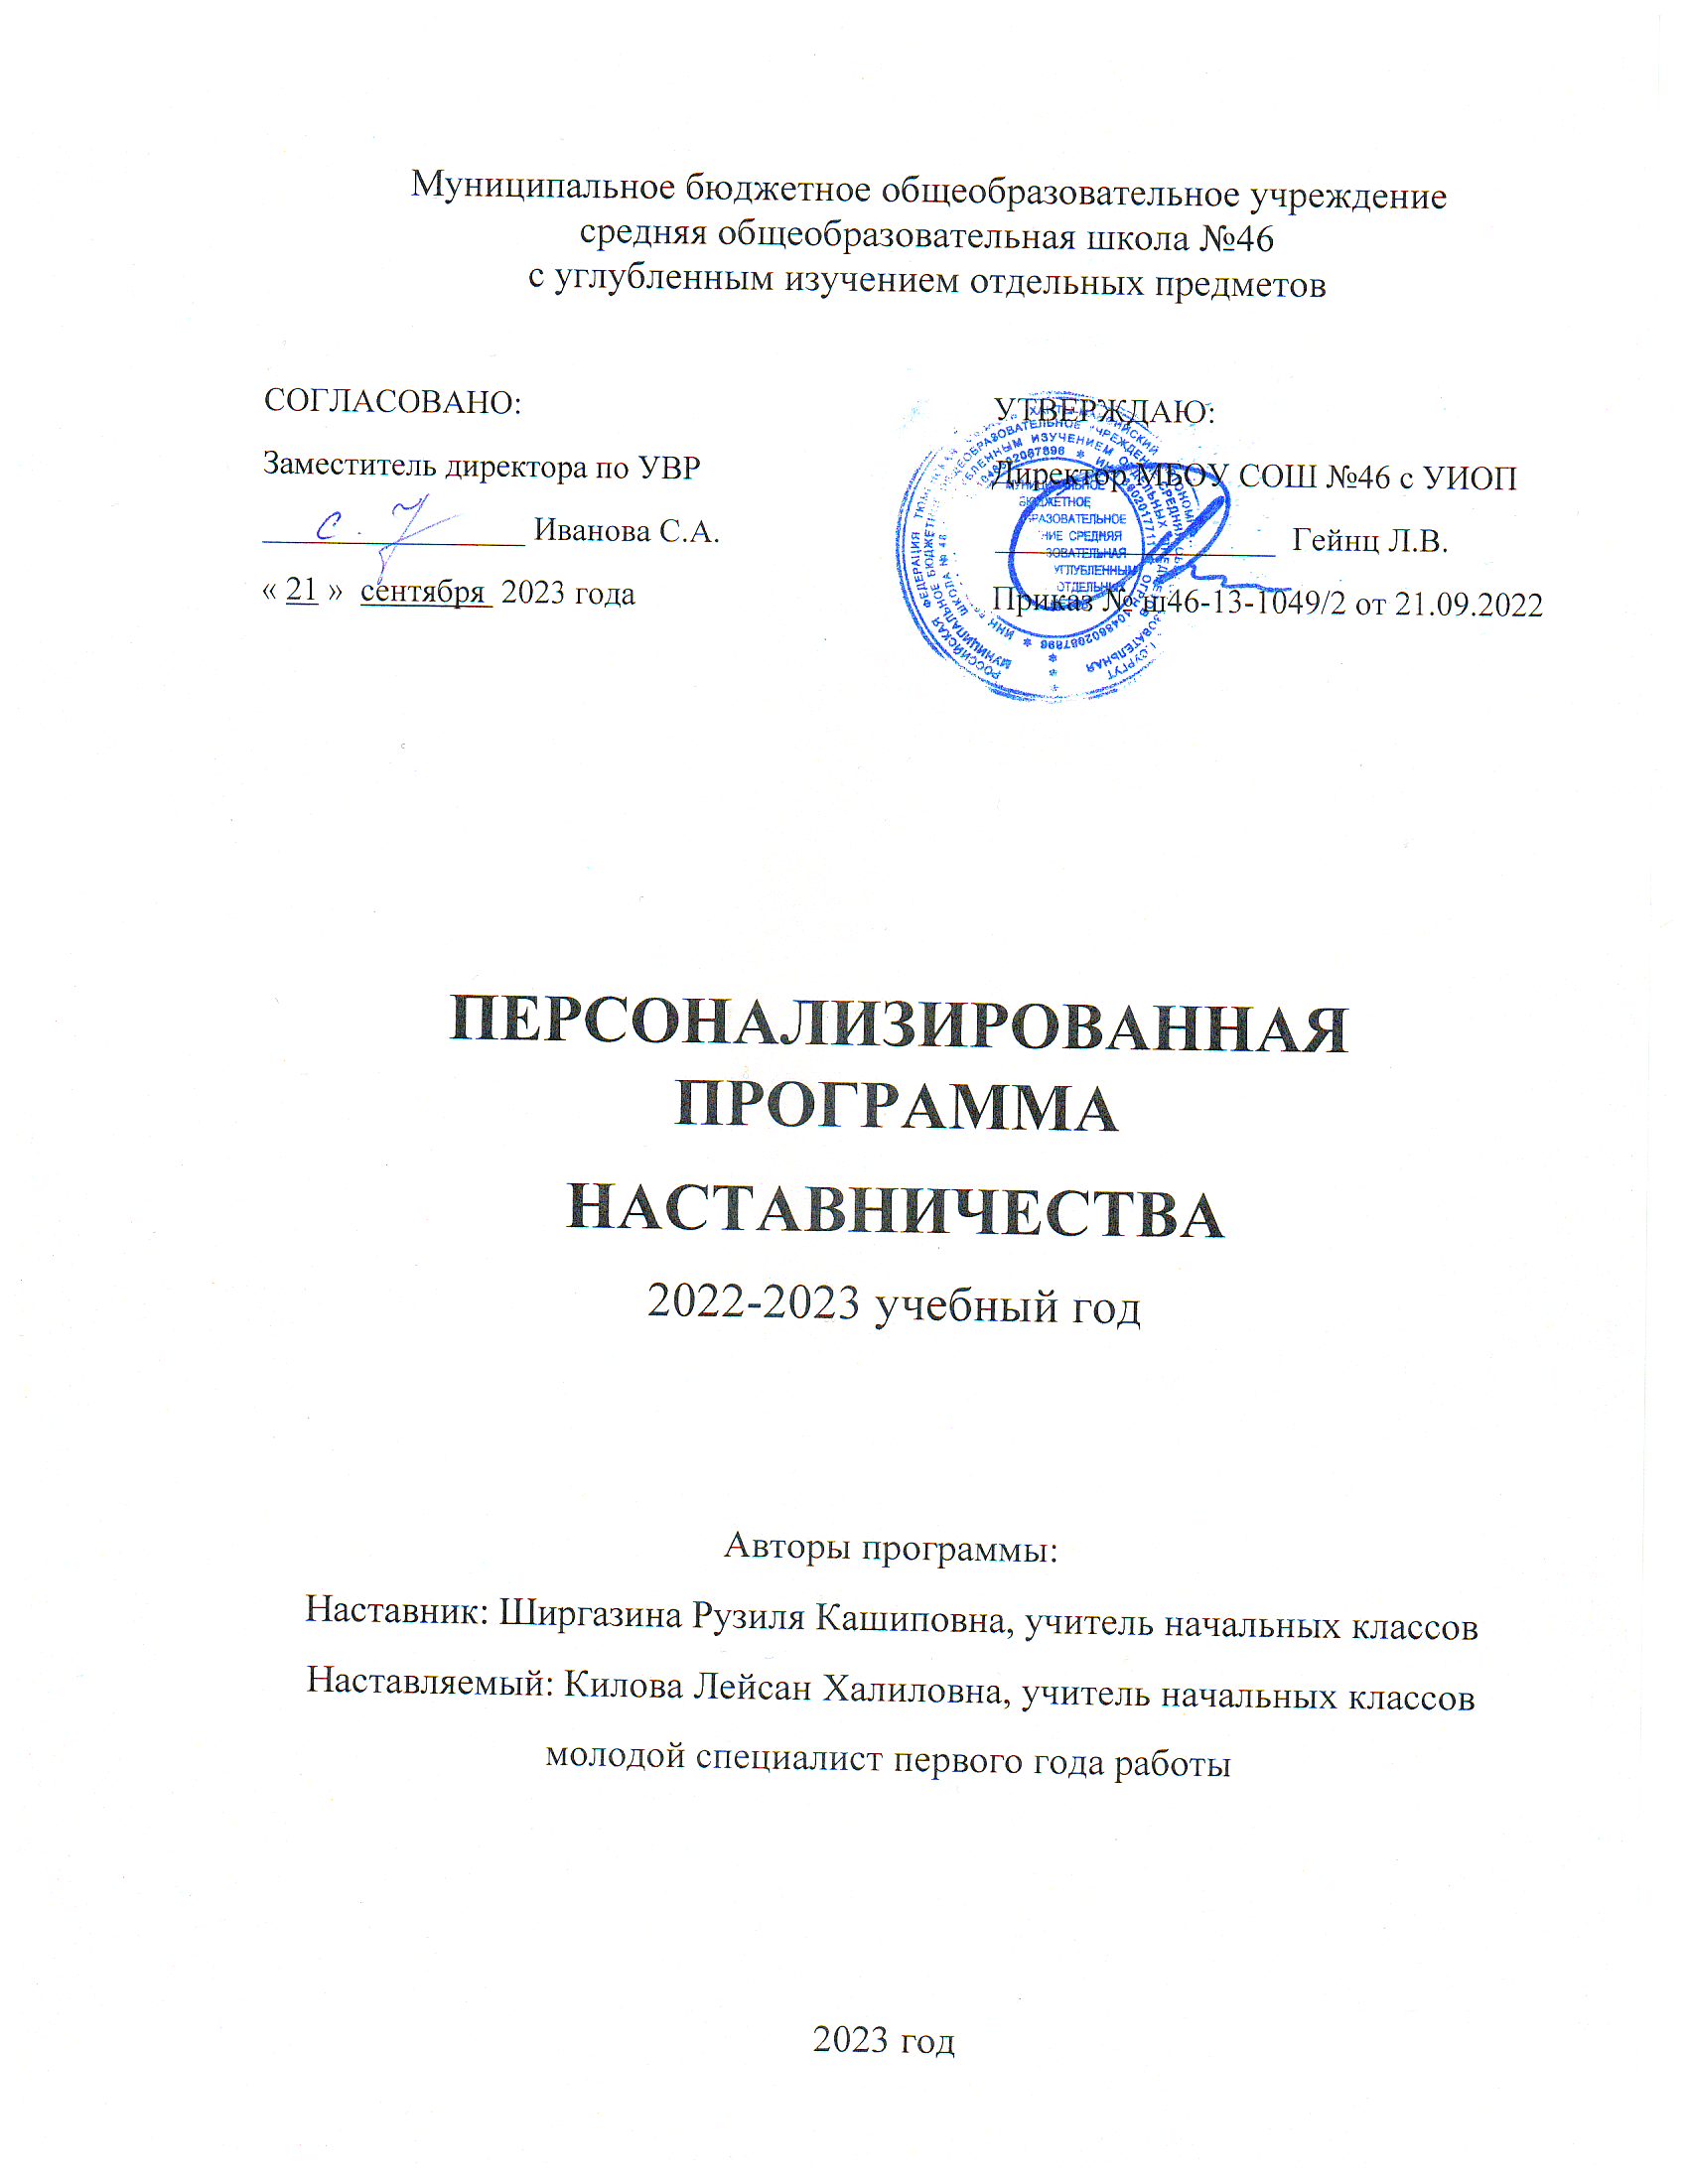 Муниципальное бюджетное общеобразовательное учреждение
средняя общеобразовательная школа №46
с углубленным изучением отдельных предметов
СОГЛАСОВАНО:
Заместитель директора по УВР
Иванова С.А.
« 21 » сентября 2023 года
УТВЕРЖДАЮ:
Директор МБОУ СОШ №46 с УИОП
Гейнц Л.В.
Приказ № ш46-13-1049/2 от 21.09.2022
ПЕРСОНАЛИЗИРОВАННАЯ
ПРОГРАММА
НАСТАВНИЧЕСТВА
2022-2023 учебный год
Авторы программы:
Наставник: Ширгазина Рузиля Кашиповна, учитель начальных классов
Наставляемый: Килова Лейсан Халиловна, учитель начальных классов
молодой специалист первого года работы
2023 год